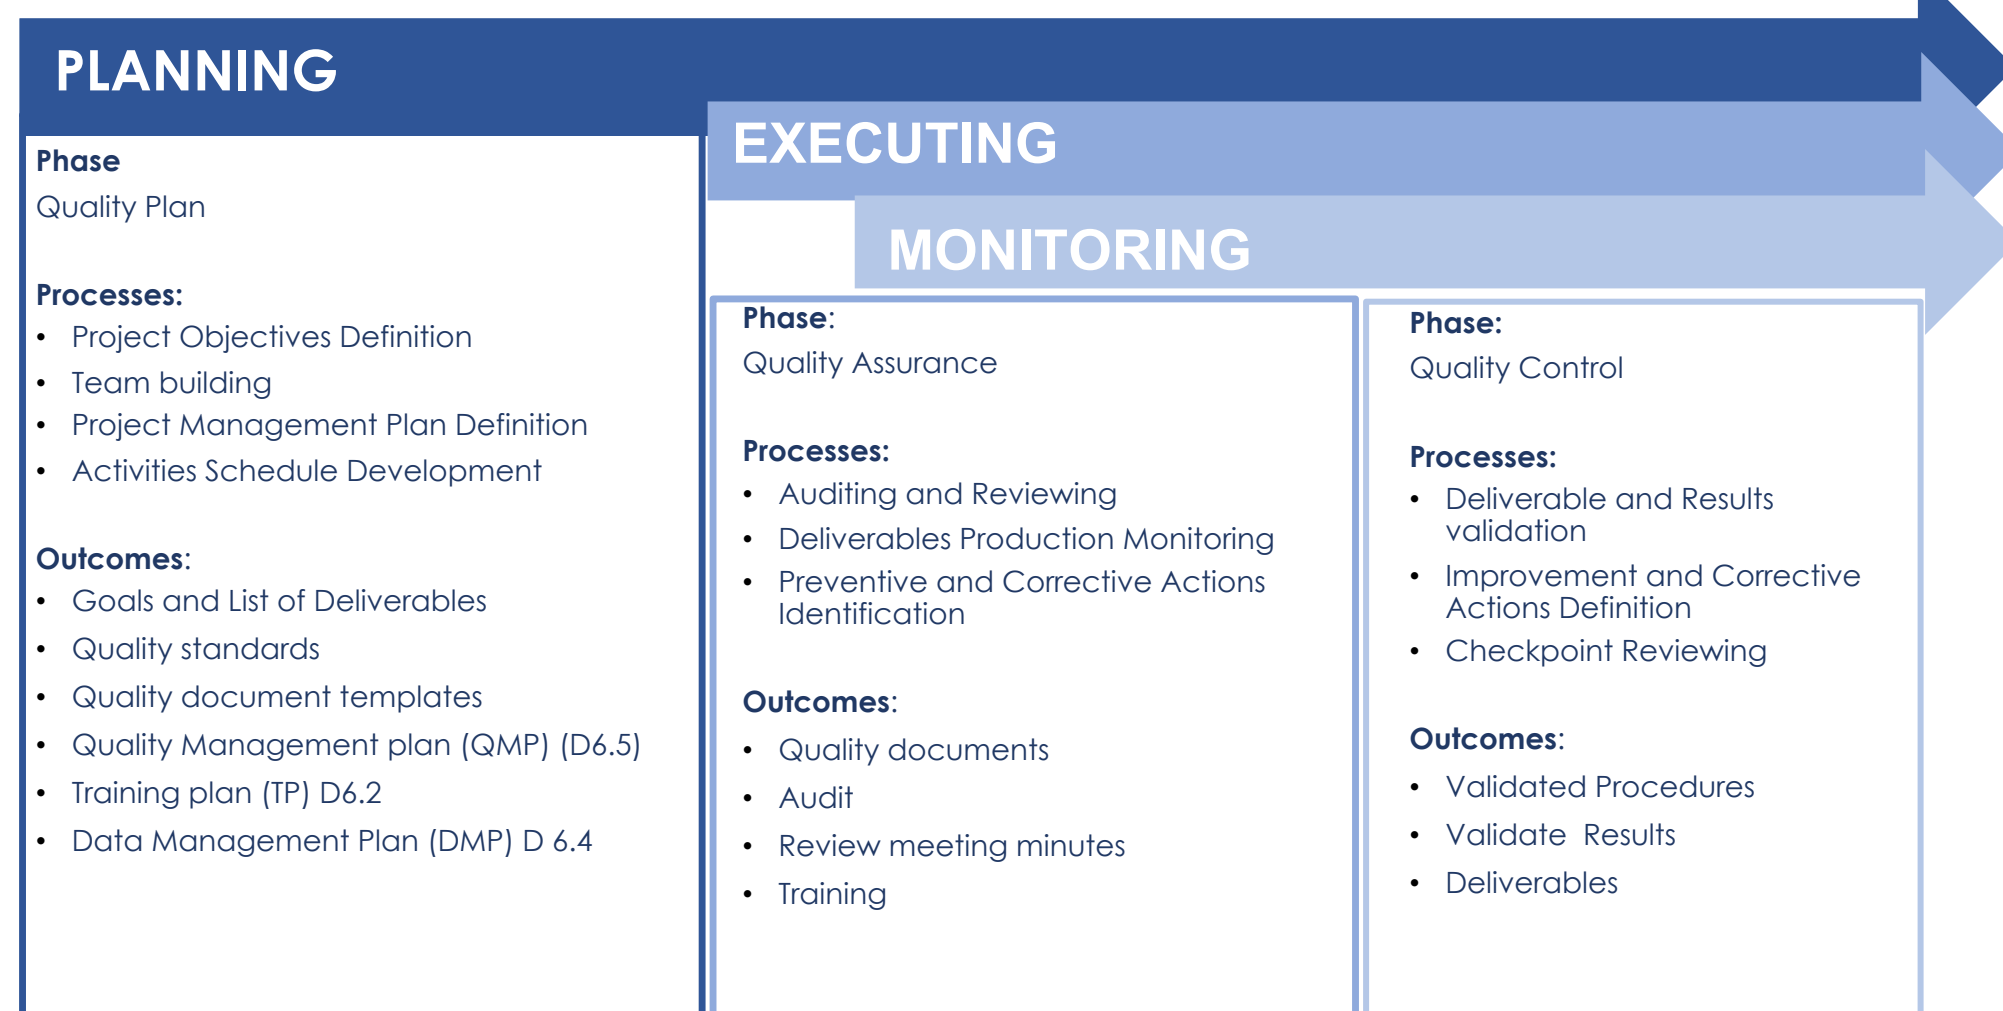 PLANNING
Phase
Quality Plan
Processes:
• Project Objectives Definition
• Team building
• Project Management Plan Definition
• Activities Schedule Development
Outcomes:
• Goals and List of Deliverables
• Quality standards
• Quality document templates
• Quality Management plan (QMP) (D6.5)
• Training plan (TP) D6.2
• Data Management Plan (DMP) D 6.4
EXECUTING
MONITORING
Phase:
Quality Assurance
Processes:
• Auditing and Reviewing
• Deliverables Production Monitoring
• Preventive and Corrective Actions
Identification
Outcomes:
• Quality documents
• Audit
• Review meeting minutes
• Training
Phase:
Quality Control
Processes:
• Deliverable and Results
validation
• Improvement and Corrective
Actions Definition
• Checkpoint Reviewing
Outcomes:
• Validated Procedures
• Validate  Results
• Deliverables